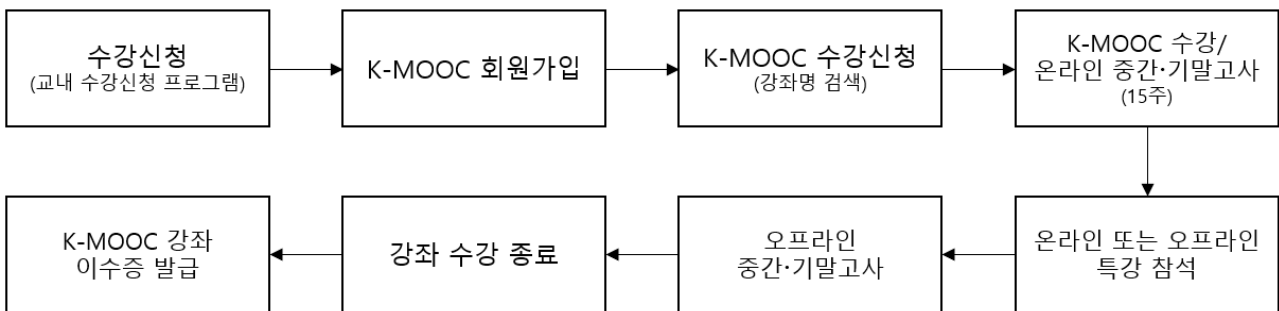 수강신청
(교내 수강신청 프로그램)
K-MOOC 회원가입
K-MOOC 수강신청
(강좌명 검색)
K-MOOC 수강/
온라인 중간·기말고사
(15주)
온라인 또는 오프라인
특강 참석
오프라인
중간·기말고사
강좌 수강 종료
K-MOOC 강좌
이수증 발급